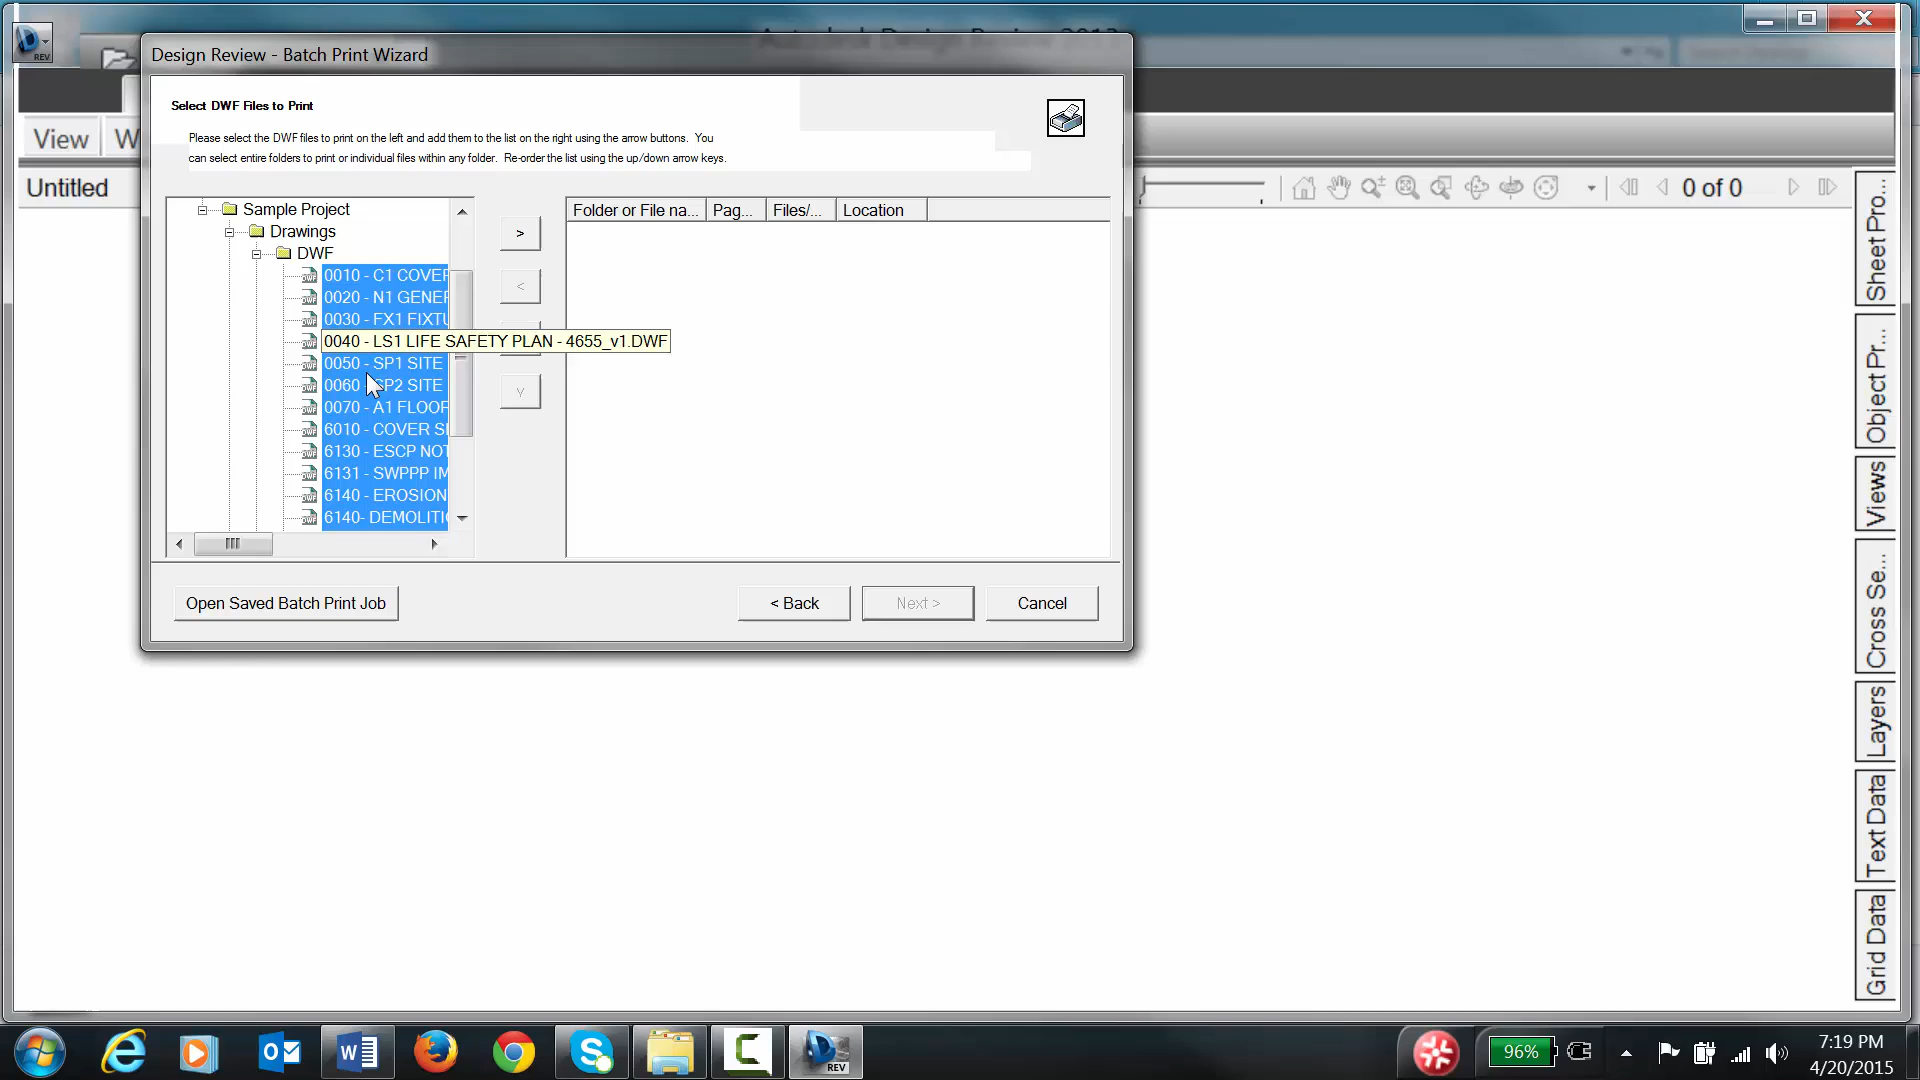 Autodesk Design Review 2013
REV
Design Review - Batch Print Wizard
Select DWF Files to Print
Please select the DWF files to print on the left and add them to the list on the right using the arrow buttons. You
can select entire folders to print or individual files within any folder. Re-order the list using the up/down arrow keys.
View
W
Untitled
0 of 0
Sample Project
Drawings
DWF
0010 - C1 COVER
0020 - N1 GENER
0030 - FX1 FIXTU
0040 - LS1 LIFE SAFETY PLAN - 4655_v1.DWF
0050 - SP1 SITE
0060 - SP2 SITE
0070 - A1 FLOOR
6010 - COVER S
6130 - ESCP NOT
6131 - SWPPP IM
6140 - EROSION
6140- DEMOLITI
>
<
v
Folder or File na... Pag... Files/... Location
Open Saved Batch Print Job
< Back
Next >
Cancel
Sheet Pro...
Object Pr...
Views
Cross Se...
Layers
Text Data
Grid Data
REV
96%
7:19 PM
4/20/2015